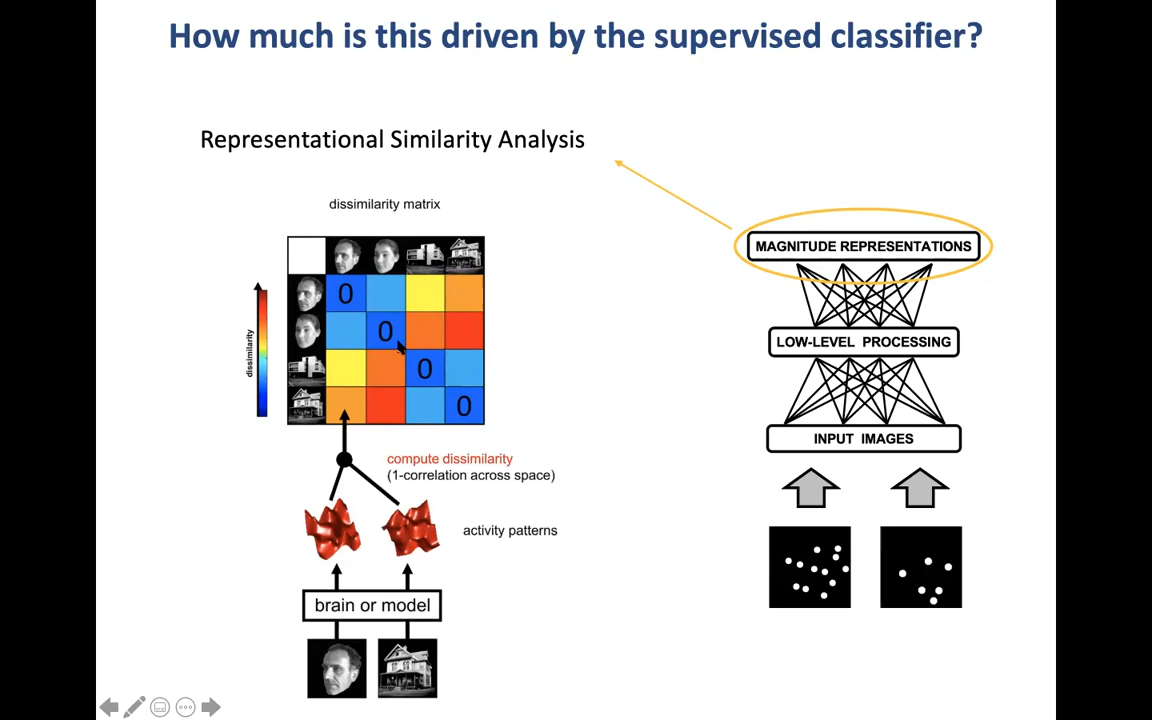 How much is this driven by the supervised classifier?
Representational Similarity Analysis
dissimilarity matrix
dissimilarity
0
0
0
0
compute dissimilarity
(1-correlation across space)
activity patterns
brain or model
MAGNITUDE REPRESENTATIONS
LOW-LEVEL PROCESSING
INPUT IMAGES